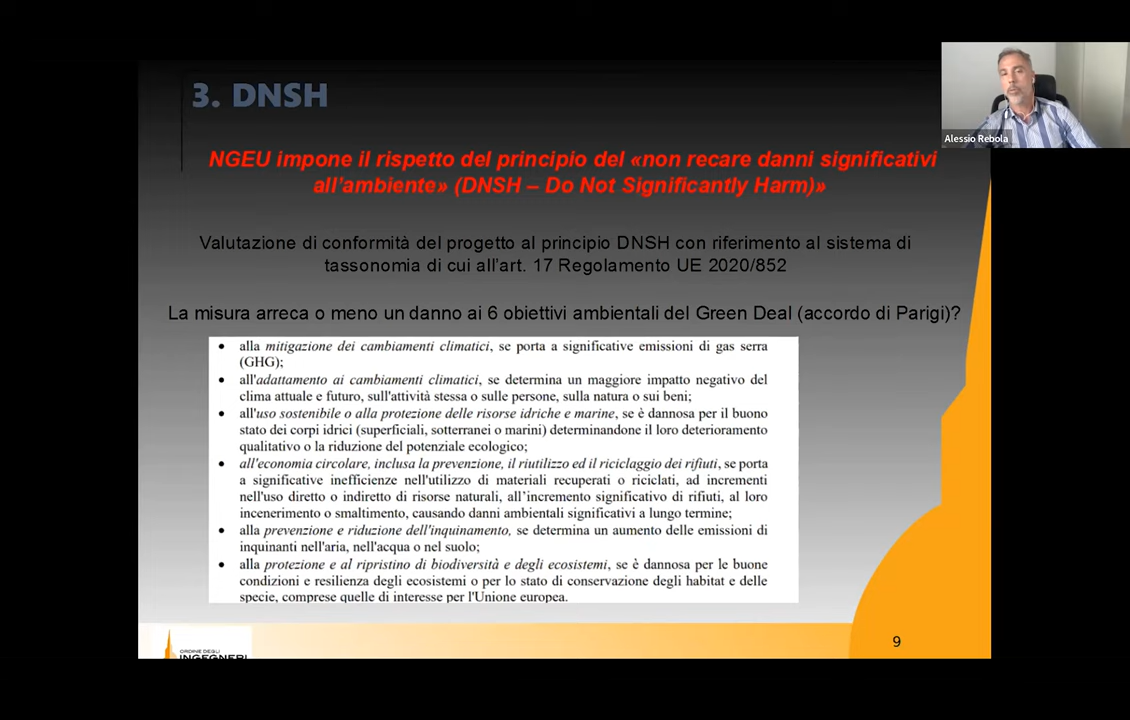 3. DNSH
Alessio Rebola
NGEU impone il rispetto del principio del «non recare danni significativi
all'ambiente» (DNSH – Do Not Significantly Harm)»
Valutazione di conformità del progetto al principio DNSH con riferimento al sistema di
tassonomia di cui all'art. 17 Regolamento UE 2020/852
La misura arreca o meno un danno ai 6 obiettivi ambientali del Green Deal (accordo di Parigi)?
• alla mitigazione dei cambiamenti climatici, se porta a significative emissioni di gas serra
(GHG);
• all'adattamento ai cambiamenti climatici, se determina un maggiore impatto negativo del
clima attuale e futuro, sull'attività stessa o sulle persone, sulla natura o sui beni;
• all'uso sostenibile o alla protezione delle risorse idriche e marine, se è dannosa per il buono
stato dei corpi idrici (superficiali, sotterranei o marini) determinandone il loro deterioramento
qualitativo o la riduzione del potenziale ecologico;
• all'economia circolare, inclusa la prevenzione, il riutilizzo ed il riciclaggio dei rifiuti, se porta
a significative inefficienze nell'utilizzo di materiali recuperati o riciclati, ad incrementi
nell'uso diretto o indiretto di risorse naturali, all'incremento significativo di rifiuti, al loro
incenerimento o smaltimento, causando danni ambientali significativi a lungo termine;
• alla prevenzione e riduzione dell'inquinamento, se determina un aumento delle emissioni di
inquinanti nell'aria, nell'acqua o nel suolo;
• alla protezione e al ripristino di biodiversità e degli ecosistemi, se è dannosa per le buone
condizioni e resilienza degli ecosistemi o per lo stato di conservazione degli habitat e delle
specie, comprese quelle di interesse per l'Unione europea.
ORDINE DEGLI
INGEGNERI
9